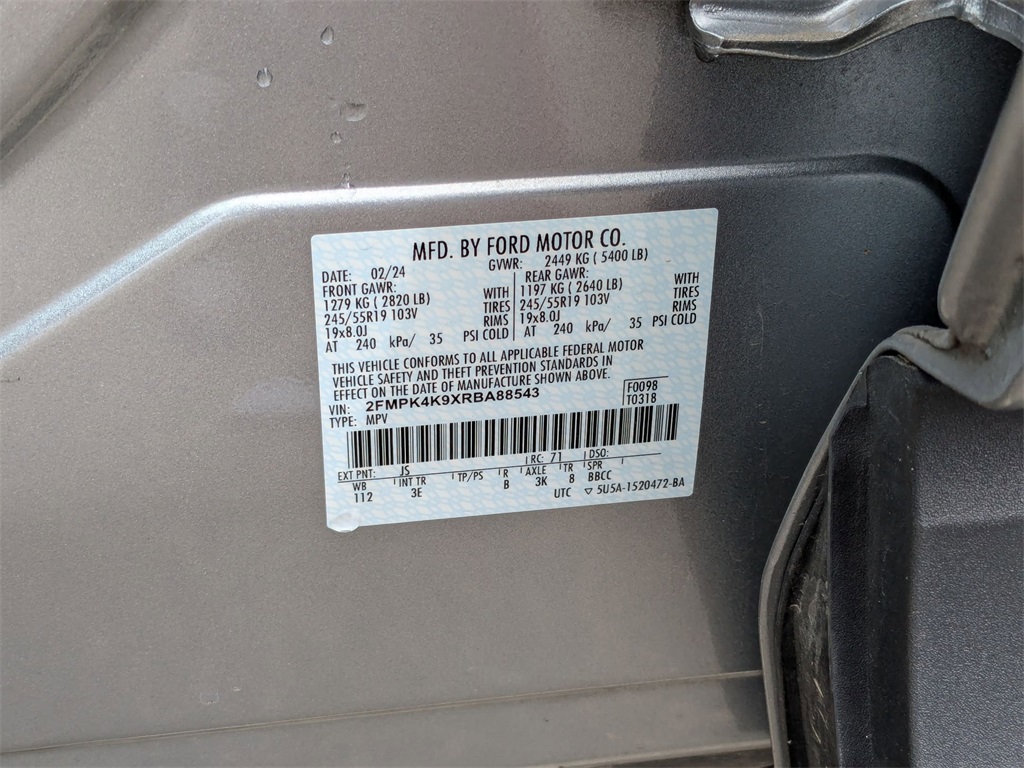 MFD. BY FORD MOTOR CO.
DATE: 02/24 GVWR: 2449 KG ( 5400 LB)
FRONT GAWR: REAR GAWR:
1279 KG ( 2820 LB) WITH 1197 KG ( 2640 LB) WITH
245/55R19 103V TIRES 245/55R19 103V TIRES
19x8.0J RIMS 19x8.0J RIMS
AT 240 kPa/ 35 PSI COLD AT 240 kPa/ 35 PSI COLD
THIS VEHICLE CONFORMS TO ALL APPLICABLE FEDERAL MOTOR
VEHICLE SAFETY AND THEFT PREVENTION STANDARDS IN
EFFECT ON THE DATE OF MANUFACTURE SHOWN ABOVE.
VIN: 2FMPK4K9XRBA88543 F0098
TYPE: MPV T0318
EXT PNT: JS RC: 71 DSO:
WB INT TR TP/PS R AXLE TR SPR
112 3E B 3K 8 BBCC
UTC ▽ 5U5A-1520472-BA